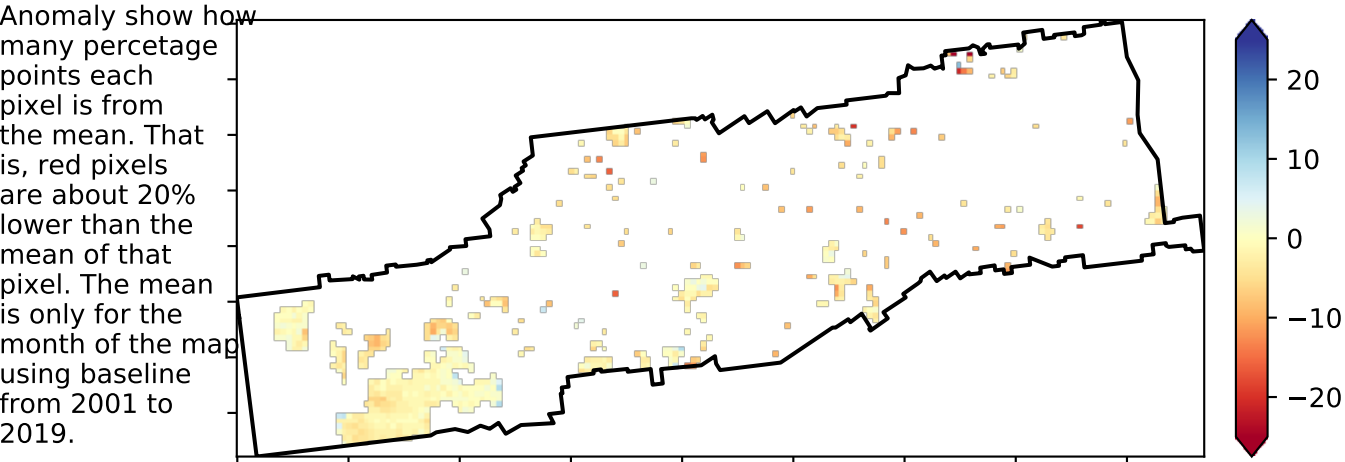 Anomaly show how
many percetage
points each
pixel is from
the mean. That
is, red pixels
are about 20%
lower than the
mean of that
pixel. The mean
is only for the
month of the map
using baseline
from 2001 to
2019.
20
10
0
−10
−20